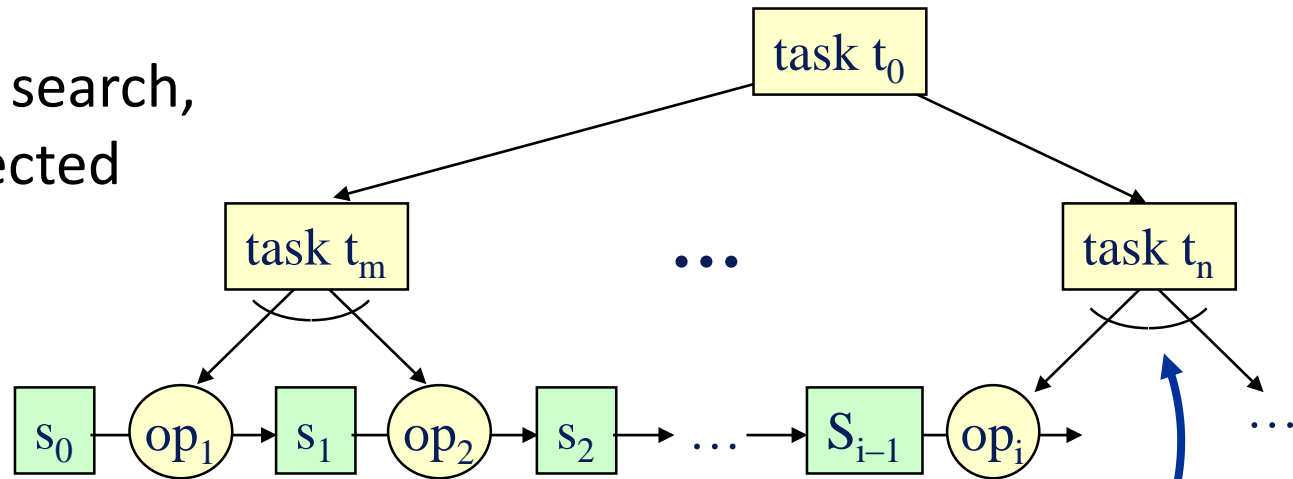 task t₀
search,
ected
task tₘ
...
task tₙ
s₀ op₁ s₁ op₂ s₂ ... Sᵢ₋₁ opᵢ ...